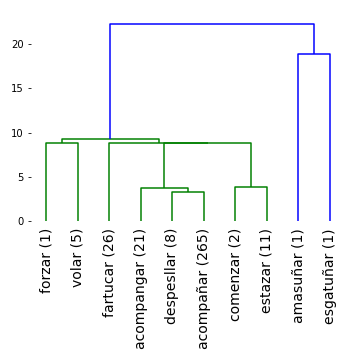 20
15
10
5
0
forzar (1)
volar (5)
fartucar (26)
acompangar (21)
despesllar (8)
acompañar (265)
comenzar (2)
estazar (11)
amasuñar (1)
esgatuñar (1)